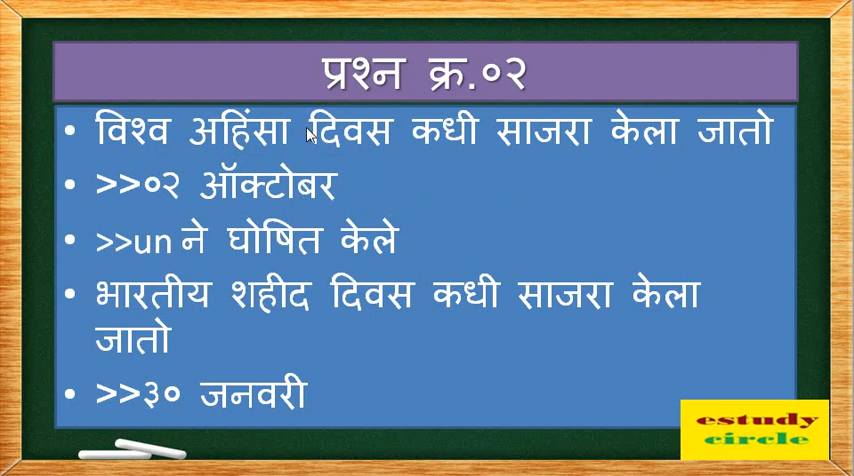 प्रश्न क्र.०२
• विश्व अहिंसा दिवस कधी साजरा केला जातो
• >>०२ ऑक्टोबर
• >>un ने घोषित केले
• भारतीय शहीद दिवस कधी साजरा केला
जातो
• >>३० जनवरी
estudy
circle